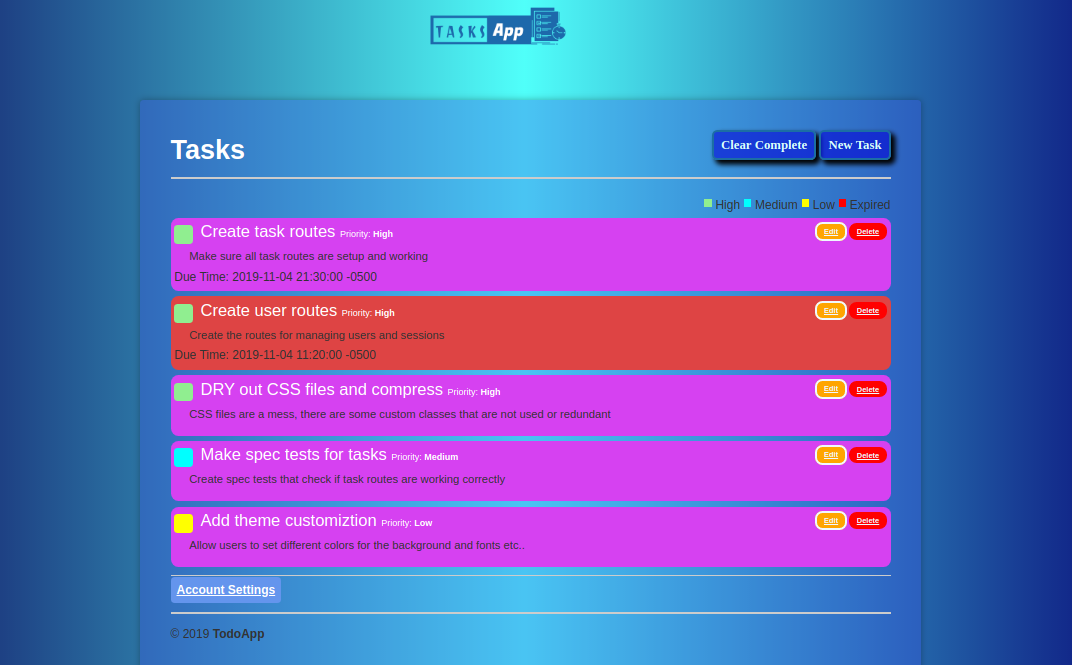 TASKS App
Tasks
Clear Complete New Task
High Medium Low Expired
Create task routes Priority: High Edit Delete
Make sure all task routes are setup and working
Due Time: 2019-11-04 21:30:00 -0500
Create user routes Priority: High Edit Delete
Create the routes for managing users and sessions
Due Time: 2019-11-04 11:20:00 -0500
DRY out CSS files and compress Priority: High Edit Delete
CSS files are a mess, there are some custom classes that are not used or redundant
Make spec tests for tasks Priority: Medium Edit Delete
Create spec tests that check if task routes are working correctly
Add theme customiztion Priority: Low Edit Delete
Allow users to set different colors for the background and fonts etc..
Account Settings
© 2019 TodoApp